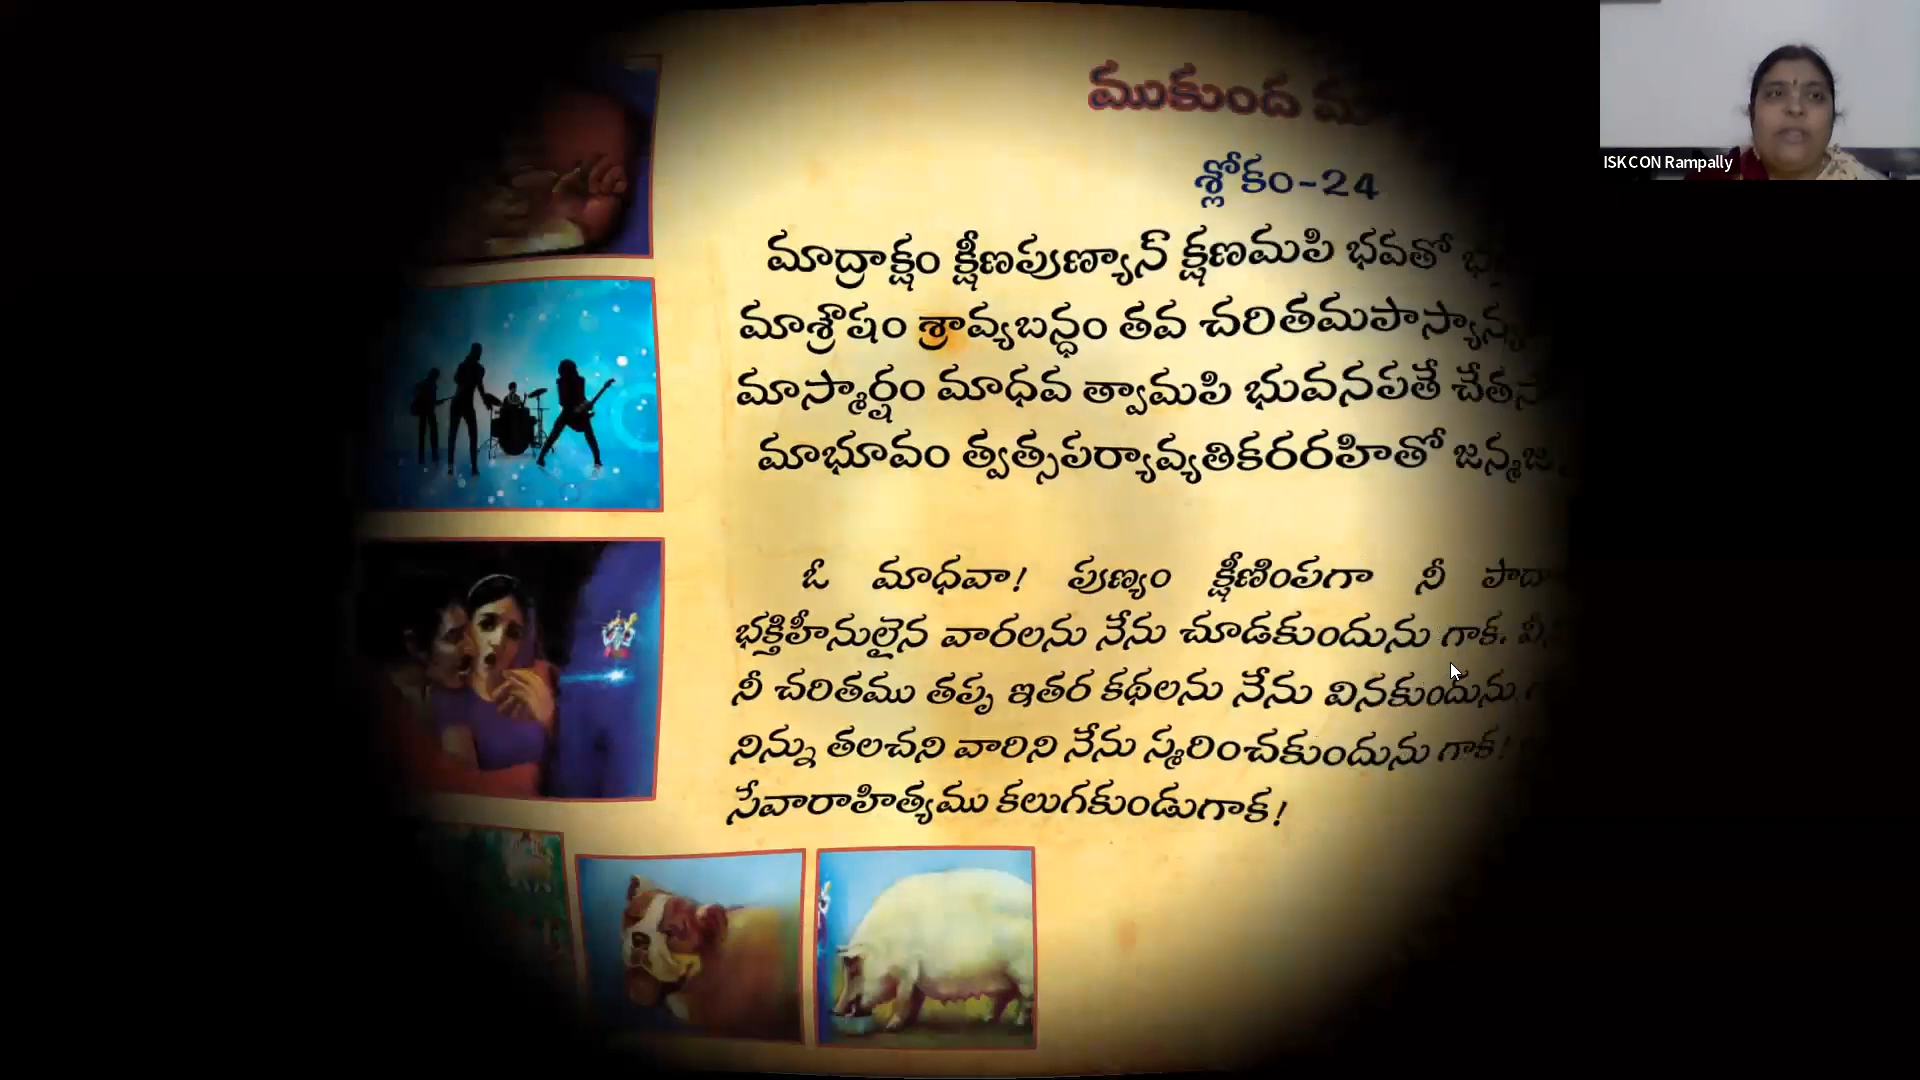 ముకుంద
శ్లోకం-24
మాద్రాక్షం క్షీణపుణ్యాన్ క్షణమపి భవతో
మాశ్రౌషం శ్రావ్యబన్ధం తవ చరితమపాస్యాన్య
మాస్మార్షం మాధవ త్వామపి భువనపతే చేతసా
మాభూవం త్వత్సపర్యావ్యతికరరహితో జన్మజ
ఓ మాధవా! పుణ్యం క్షీణింపగా నీ పాదా
భక్తిహీనులైన వారలను నేను చూడకుందును గాక.
నీ చరితము తప్ప ఇతర కథలను నేను వినకుందును
నిన్ను తలచని వారిని నేను స్మరించకుందును గాక!
సేవారాహిత్యము కలుగకుండుగాక!
ISKCON Rampally